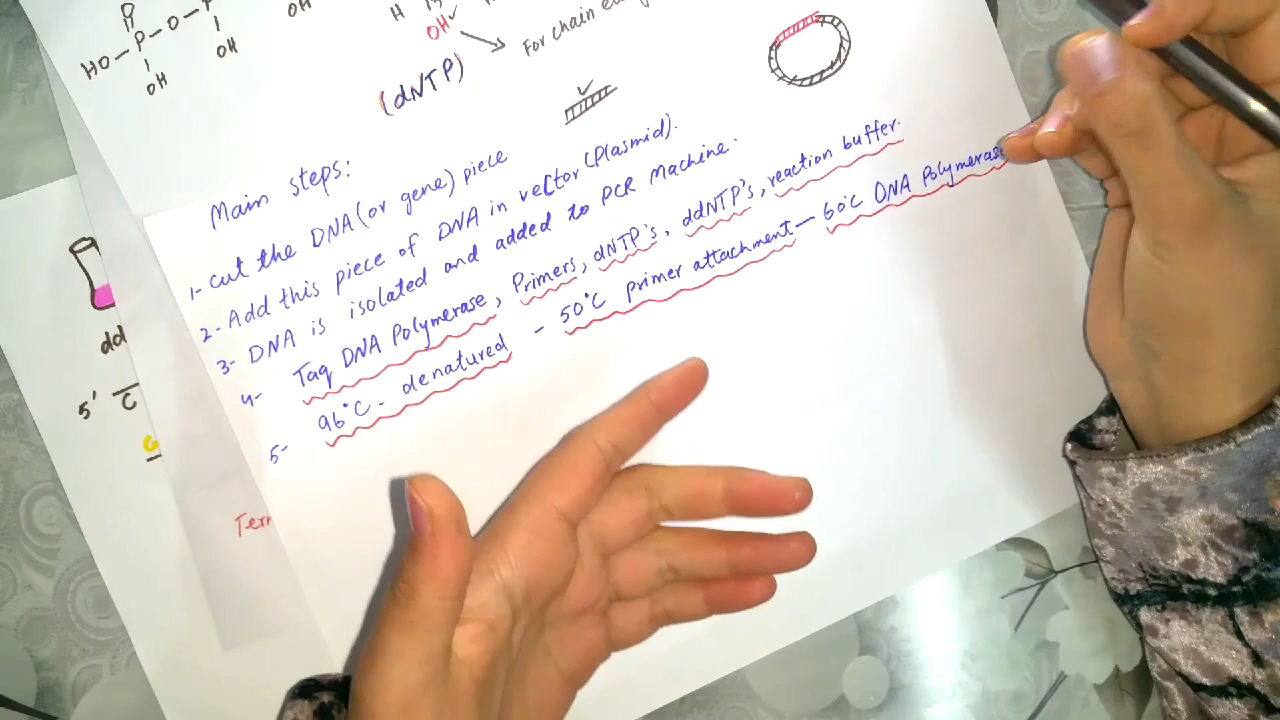 HO-P-O-P
OH
OH
OH
H
OH
(dNTP)
For chain
Main steps:
1- Cut the DNA (or gene) piece
2- Add this piece of DNA in vector (Plasmid).
3- DNA is isolated and added to PCR Machine.
4- Taq DNA Polymerase, Primers, dNTP's, ddNTP's, reaction buffer.
5- 96°C - denatured - 50°C primer attachment - 60°C DNA Polymerase
dd
5' C
G